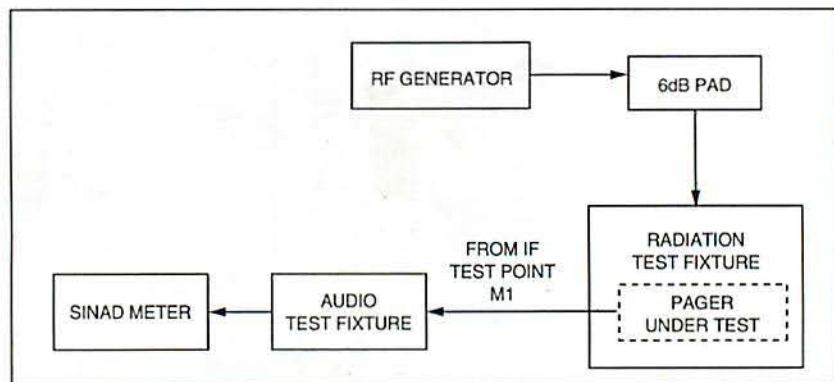 RF GENERATOR
6dB PAD
RADIATION
TEST FIXTURE
PAGER
UNDER TEST
FROM IF
TEST POINT
M1
AUDIO
TEST FIXTURE
SINAD METER